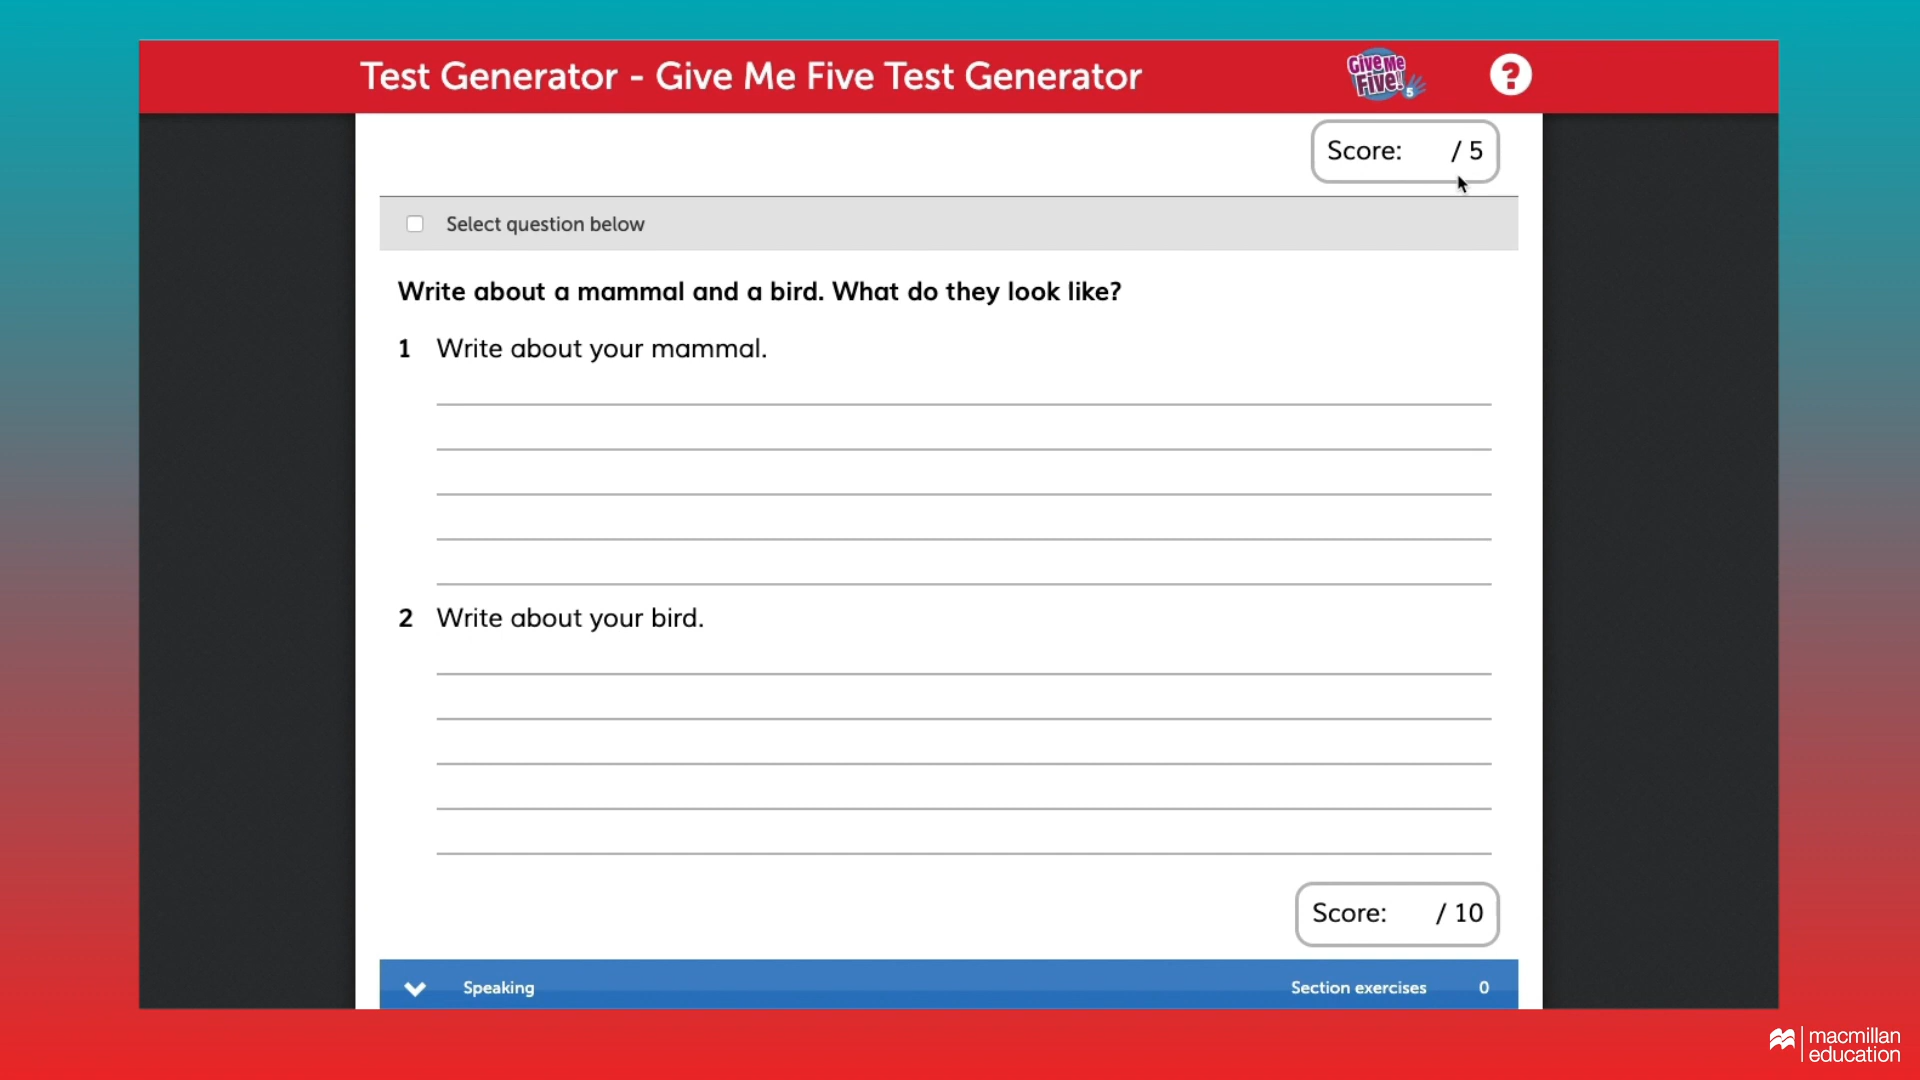 Test Generator - Give Me Five Test Generator
Give Me
Five!
5
?
Score: / 5
Select question below
Write about a mammal and a bird. What do they look like?
1 Write about your mammal.
2 Write about your bird.
Score: / 10
Speaking Section exercises 0
macmillan
education